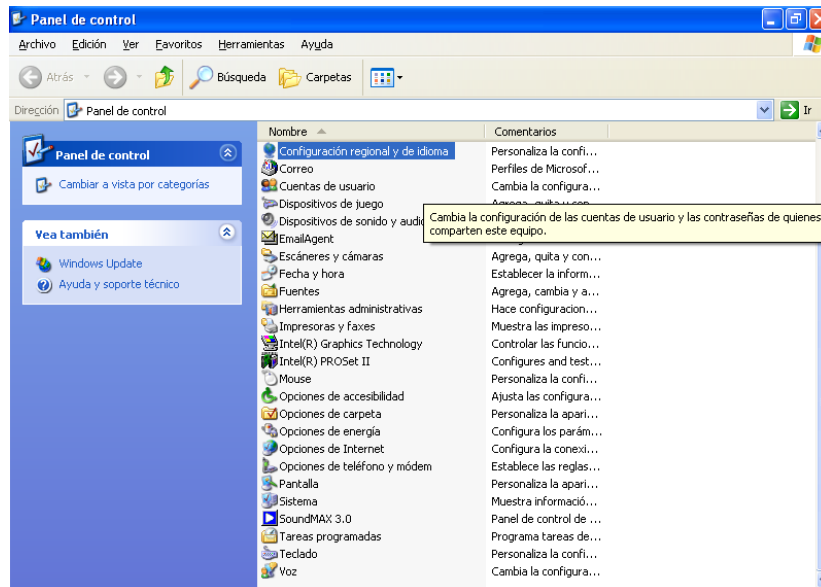 Panel de control
Archivo Edición Ver Favoritos Herramientas Ayuda
Atrás Búsqueda Carpetas
Dirección Panel de control Ir
Panel de control
Cambiar a vista por categorías
Vea también
Windows Update
Ayuda y soporte técnico
Nombre Comentarios
Configuración regional y de idioma Personaliza la confi...
Correo Perfiles de Microsof...
Cuentas de usuario Cambia la configura...
Dispositivos de juego
Dispositivos de sonido y audio
Cambia la configuración de las cuentas de usuario y las contraseñas de quienes
comparten este equipo.
EmailAgent
Escáneres y cámaras Agrega, quita y con...
Fecha y hora Establecer la inform...
Fuentes Agrega, cambia y a...
Herramientas administrativas Hace configuracion...
Impresoras y faxes Muestra las impreso...
Intel(R) Graphics Technology Controlar las funcio...
Intel(R) PROSet II Configures and test...
Mouse Personaliza la confi...
Opciones de accesibilidad Ajusta las configura...
Opciones de carpeta Personaliza la apari...
Opciones de energía Configura los parám...
Opciones de Internet Configura la conexi...
Opciones de teléfono y módem Establece las reglas...
Pantalla Personaliza la apari...
Sistema Muestra informació...
SoundMAX 3.0 Panel de control de ...
Tareas programadas Programa tareas de...
Teclado Personaliza la confi...
Voz Cambia la configura...